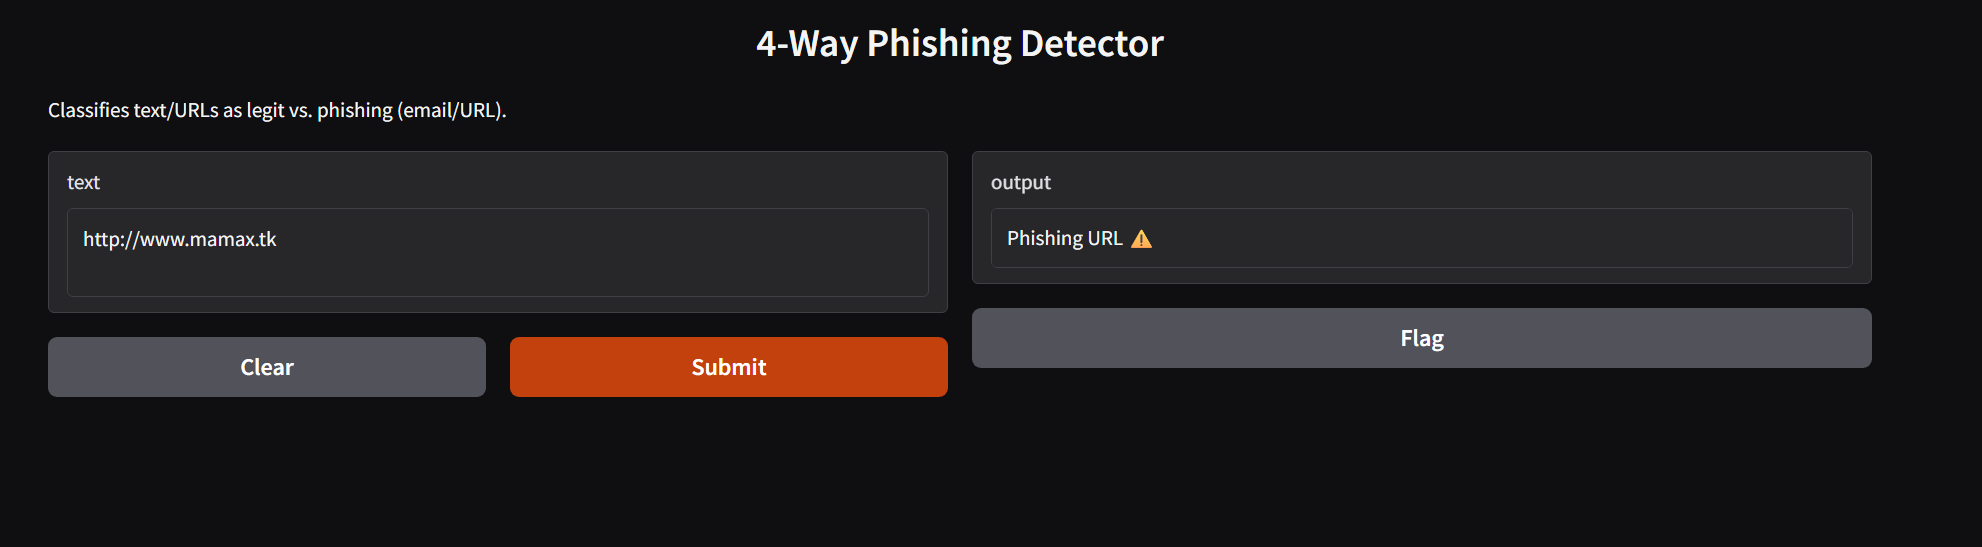 4-Way Phishing Detector
Classifies text/URLs as legit vs. phishing (email/URL).
text
http://www.mamax.tk
Clear
Submit
output
Phishing URL ⚠️
Flag